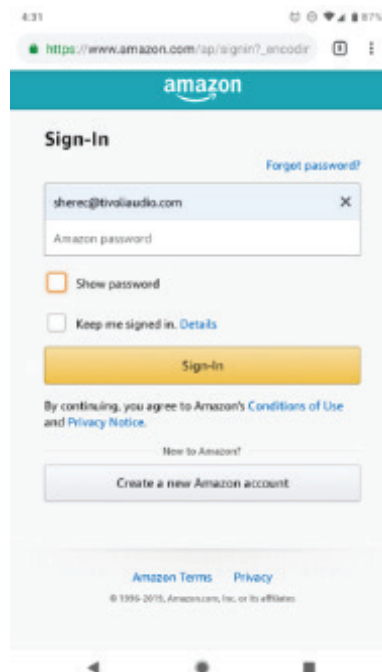 4:31 87%
https://www.amazon.com/ap/signin?_encodir
amazon
Sign-In
Forgot password?
sherec@tivoliaudio.com
Amazon password
Show password
Keep me signed in. Details
Sign-In
By continuing, you agree to Amazon's Conditions of Use
and Privacy Notice.
New to Amazon?
Create a new Amazon account
Amazon Terms Privacy
© 1996-2019, Amazon.com, Inc. or its affiliates